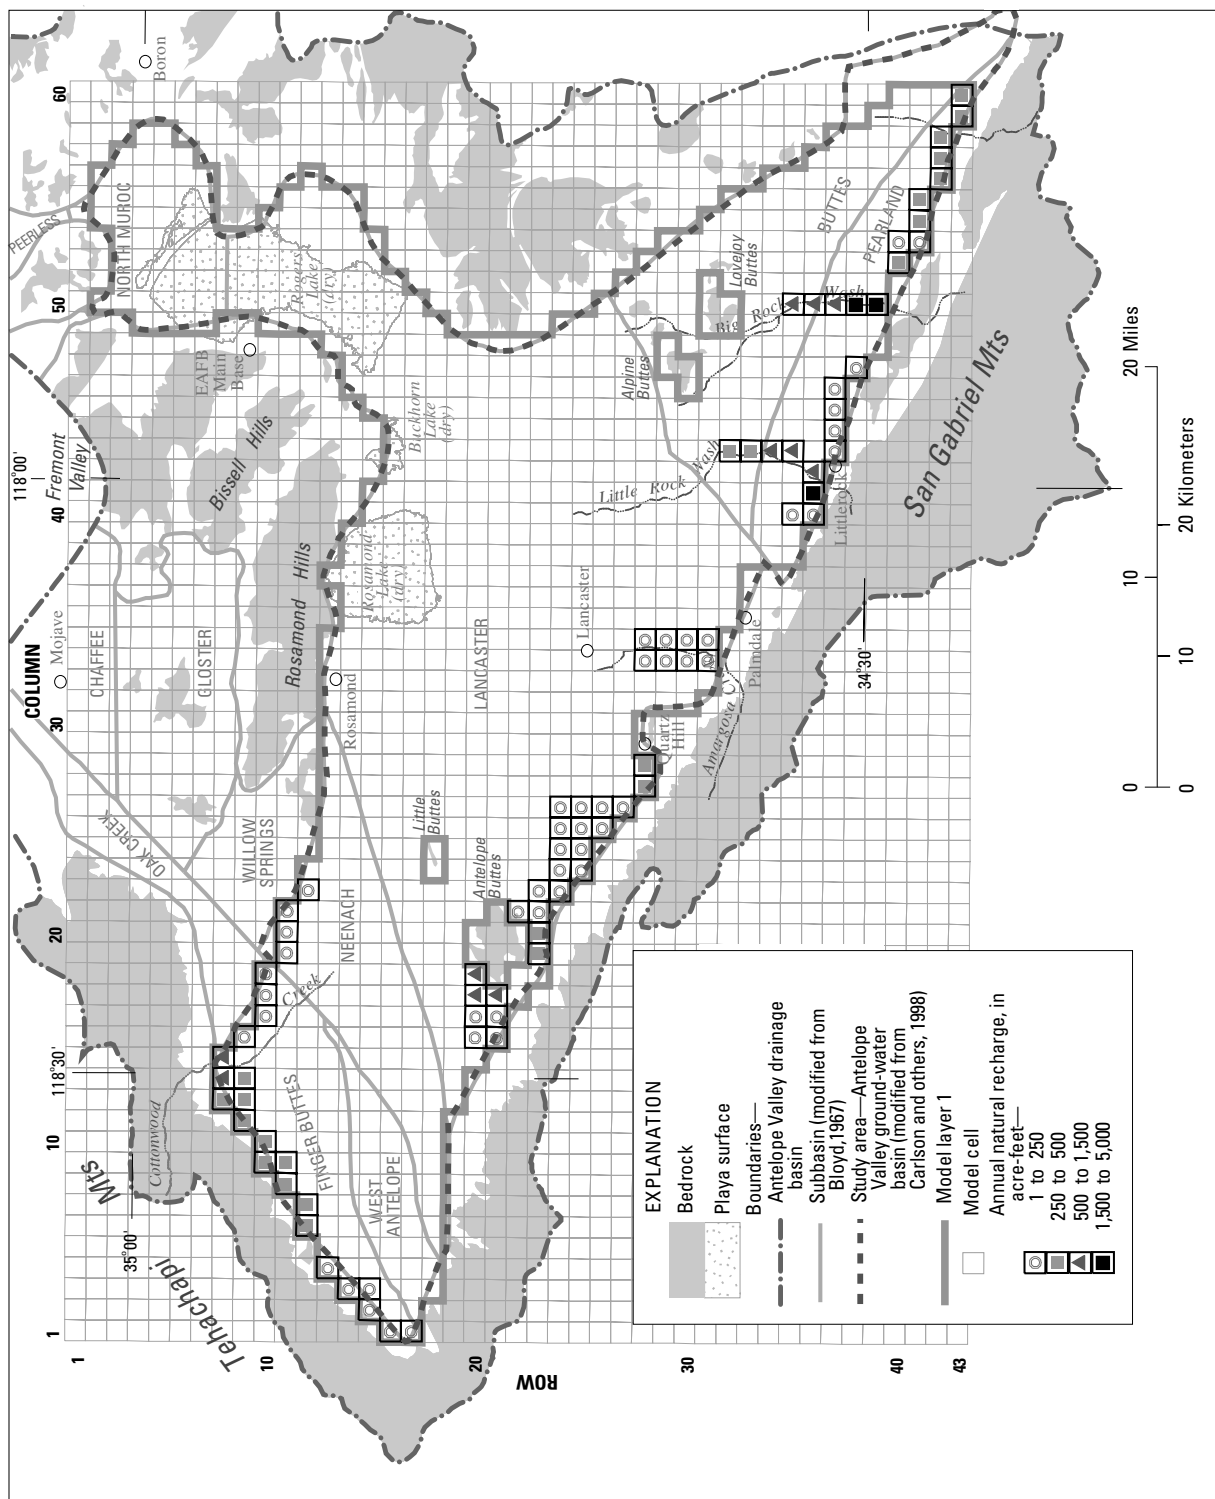 COLUMN
1
10
20
30
40
50
60
ROW
1
10
20
30
40
43
118°30'
118°00'
35°00'
34°30'
Tehachapi
Mts
Cottonwood
Creek
FINGER BUTTES
WEST
ANTELOPE
OAK CREEK
WILLOW
SPRINGS
NEENACH
Antelope
Buttes
Little
Buttes
Mojave
CHAFFEE
GLOSTER
Rosamond Hills
Rosamond
LANCASTER
Lancaster
Quartz
Hill
Amargosa Cr
Palmdale
Fremont
Valley
Bissell Hills
Rosamond
Lake
(dry)
Buckhorn
Lake
(dry)
EAFB
Main
Base
Rogers
Lake
(dry)
NORTH MUROC
PEERLESS
Boron
Little Rock Wash
Littlerock
Alpine
Buttes
Big Rock Wash
Lovejoy
Buttes
BUTTES
PEARLAND
San Gabriel Mts
EXPLANATION
Bedrock
Playa surface
Boundaries—
Antelope Valley drainage
basin
Subbasin (modified from
Bloyd,1967)
Study area—Antelope
Valley ground-water
basin (modified from
Carlson and others, 1998)
Model layer 1
Model cell
Annual natural recharge, in
acre-feet—
1 to 250
250 to 500
500 to 1,500
1,500 to 5,000
0 10 20 Miles
0 10 20 Kilometers